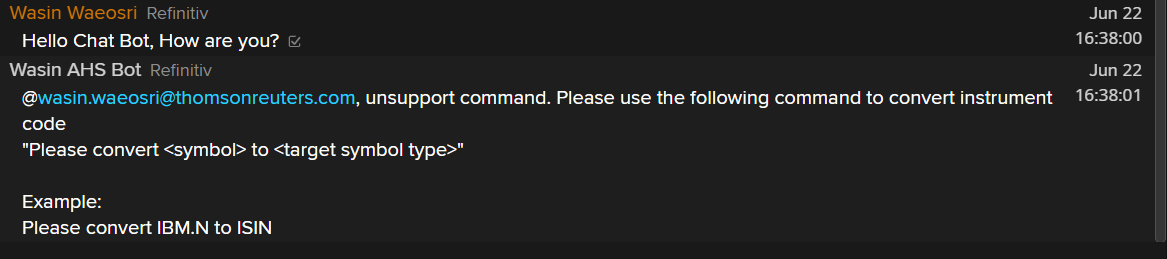 Wasin Waeosri Refinitiv Jun 22
Hello Chat Bot, How are you? 16:38:00
Wasin AHS Bot Refinitiv Jun 22
@wasin.waeosri@thomsonreuters.com, unsupport command. Please use the following command to convert instrument 16:38:01
code
"Please convert <symbol> to <target symbol type>"
Example:
Please convert IBM.N to ISIN